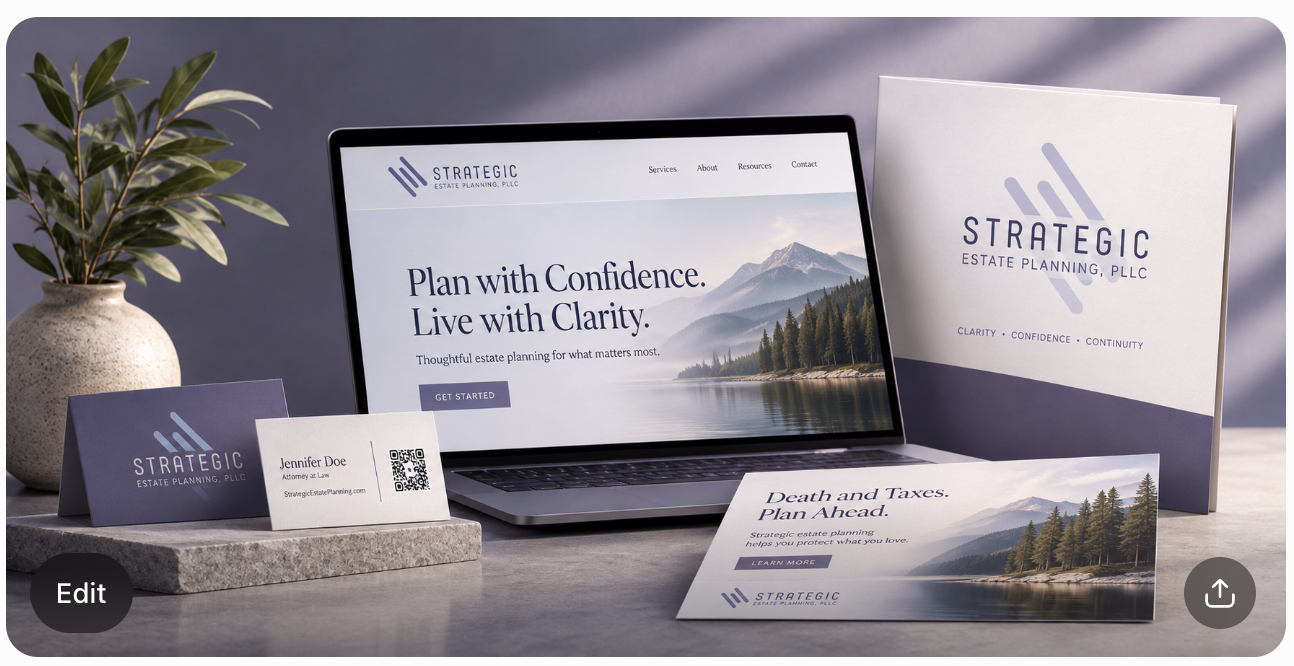 STRATEGIC
ESTATE PLANNING, PLLC
Services
About
Resources
Contact
Plan with Confidence.
Live with Clarity.
Thoughtful estate planning for what matters most.
GET STARTED
STRATEGIC
ESTATE PLANNING, PLLC
CLARITY • CONFIDENCE • CONTINUITY
STRATEGIC
ESTATE PLANNING, PLLC
Jennifer Doe
Attorney at Law
StrategicEstatePlanning.com
Death and Taxes.
Plan Ahead.
Strategic estate planning
helps you protect what you love.
LEARN MORE
STRATEGIC
ESTATE PLANNING, PLLC
Edit